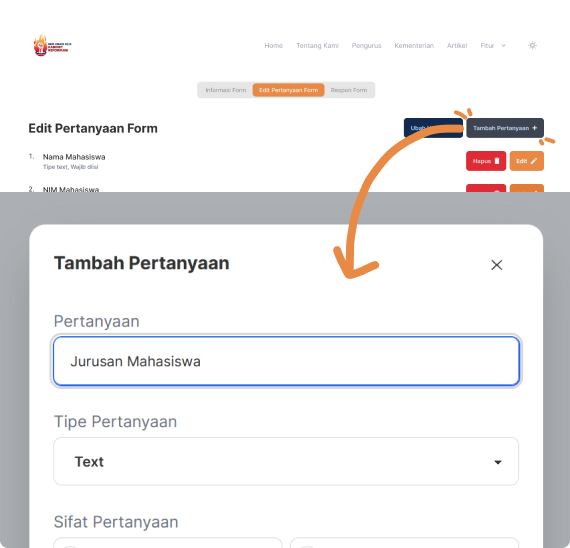 KABINET
REFORMASI
Home Tentang Kami Pengurus Kementerian Artikel Fitur
Informasi Form Edit Pertanyaan Form Respon Form
Edit Pertanyaan Form
Tambah Pertanyaan +
1. Nama Mahasiswa
Tipe text, Wajib diisi
Hapus Edit
2. NIM Mahasiswa
Tambah Pertanyaan
Pertanyaan
Jurusan Mahasiswa
Tipe Pertanyaan
Text
Sifat Pertanyaan